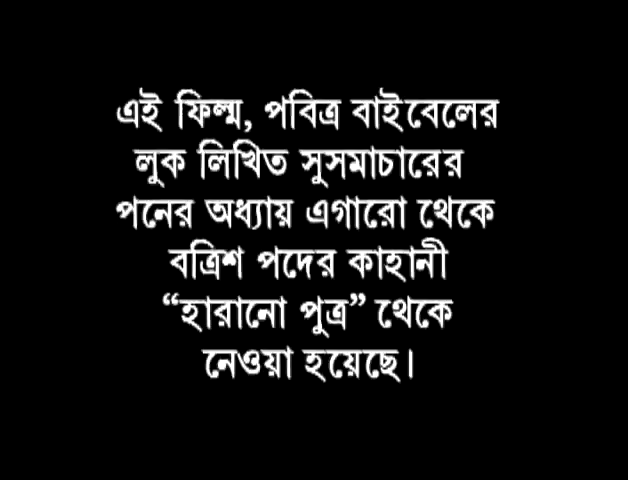 এই ফিল্ম, পবিত্র বাইবেলের
লুক লিখিত সুসমাচারের
পনের অধ্যায় এগারো থেকে
বত্রিশ পদের কাহানী
“হারানো পুত্র” থেকে
নেওয়া হয়েছে।